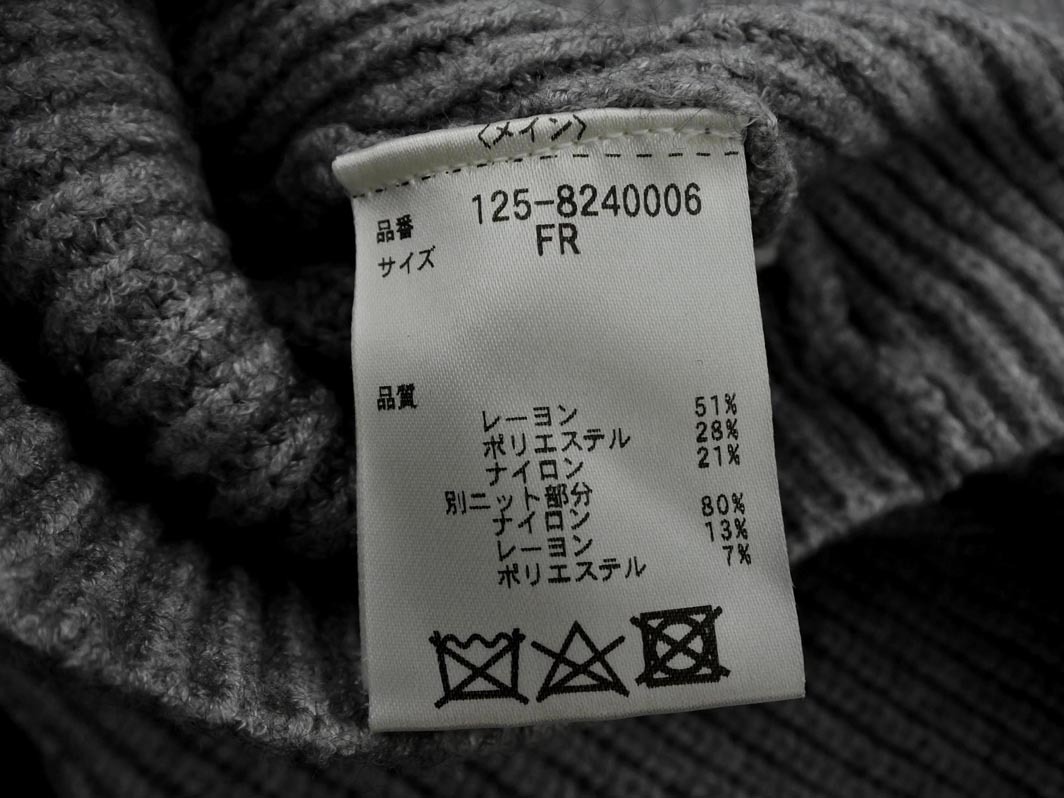 〈メイン〉
品番 125-8240006
サイズ FR
品質
レーヨン 51%
ポリエステル 28%
ナイロン 21%
別ニット部分
ナイロン 80%
レーヨン 13%
ポリエステル 7%